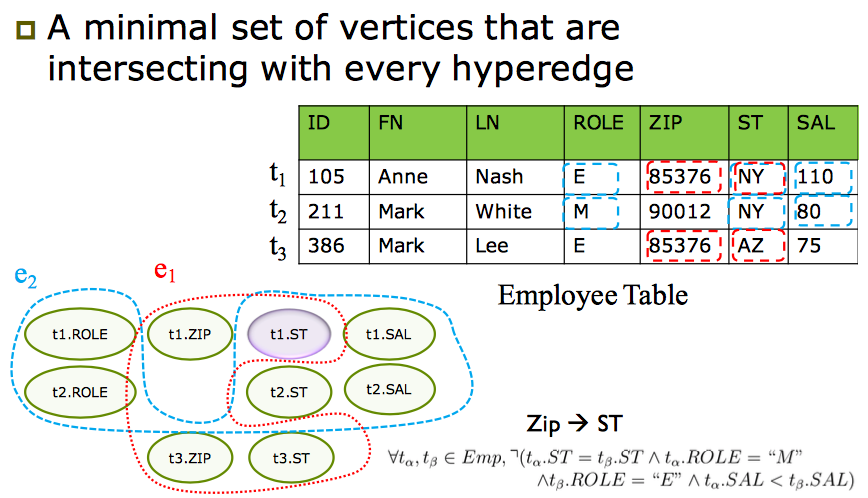 A minimal set of vertices that are
intersecting with every hyperedge
ID FN LN ROLE ZIP ST SAL
t1 105 Anne Nash E 85376 NY 110
t2 211 Mark White M 90012 NY 80
t3 386 Mark Lee E 85376 AZ 75
e2 e1
Employee Table
t1.ROLE t1.ZIP t1.ST t1.SAL
t2.ROLE t2.ST t2.SAL
t3.ZIP t3.ST
Zip → ST
∀tα, tβ ∈ Emp, ¬(tα.ST = tβ.ST ∧ tα.ROLE = “M”
∧tβ.ROLE = “E” ∧ tα.SAL < tβ.SAL)